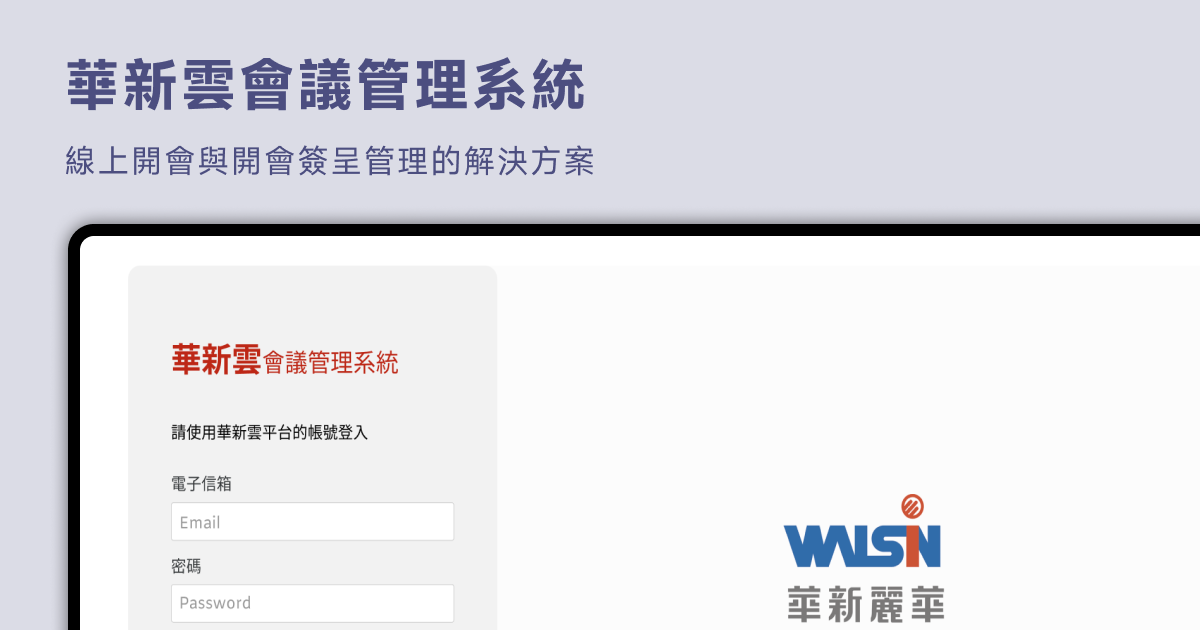 華新雲會議管理系統
線上開會與開會簽呈管理的解決方案
華新雲會議管理系統
請使用華新雲平台的帳號登入
電子信箱
Email
密碼
Password
WALSIN
華新麗華